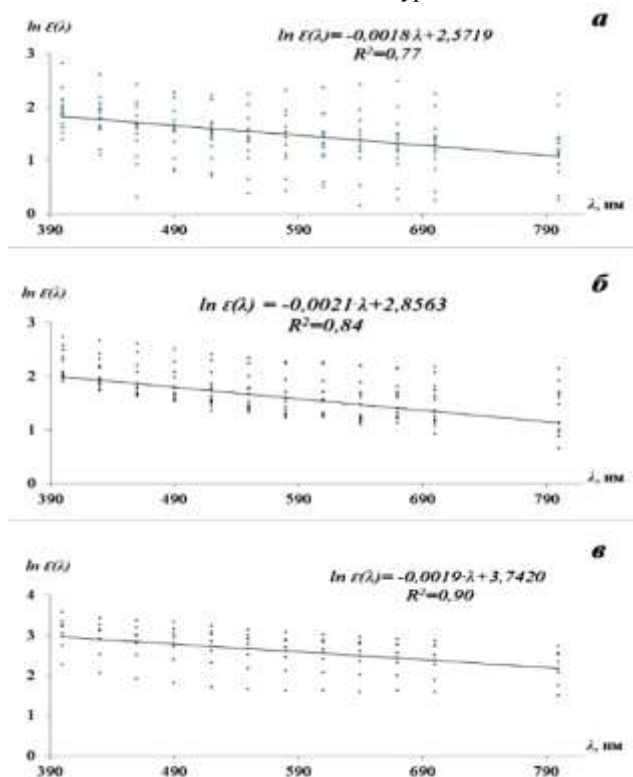 ln ε(λ)
а
ln ε(λ)= -0,0018 λ+2,5719
R²=0,77
3
2
1
0
390 490 590 690 790
λ, нм
б
ln ε(λ)
ln ε(λ) = -0,0021·λ+2,8563
R²=0,84
3
2
1
0
390 490 590 690 790
λ, нм
в
ln ε(λ)
ln ε(λ)= -0,0019·λ+3,7420
R²=0,90
4
3
2
1
0
390 490 590 690 790
λ, нм